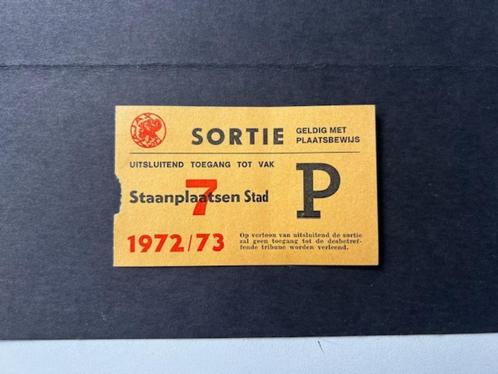 AJAX
SORTIE
GELDIG MET
PLAATSBEWIJS
UITSLUITEND TOEGANG TOT VAK
Staanplaatsen Stad
7
P
1972/73
Op vertoon van uitsluitend de sortie
zal geen toegang tot de desbetref-
fende tribune worden verleend.